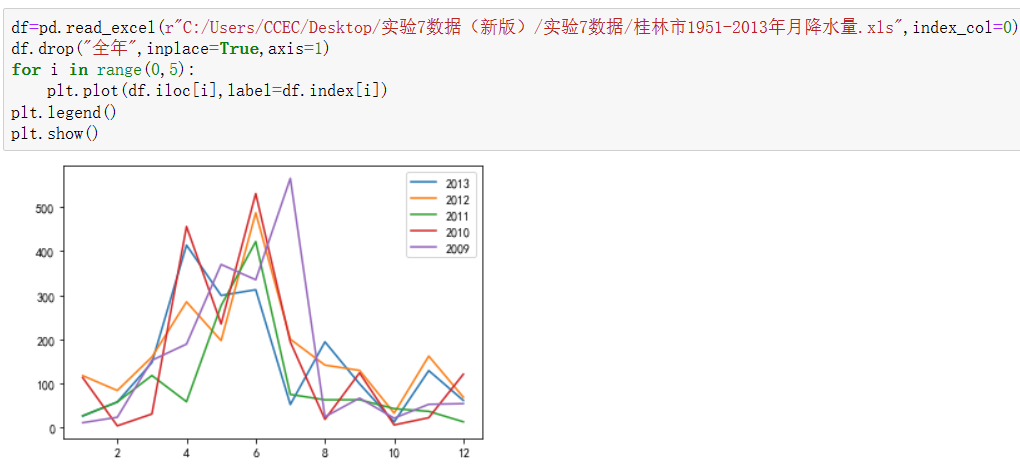 df=pd.read_excel(r"C:/Users/CCEC/Desktop/实验7数据（新版）/实验7数据/桂林市1951-2013年月降水量.xls",index_col=0)
df.drop("全年",inplace=True,axis=1)
for i in range(0,5):
    plt.plot(df.iloc[i],label=df.index[i])
plt.legend()
plt.show()
2013
2012
2011
2010
2009
500
400
300
200
100
0
2 4 6 8 10 12